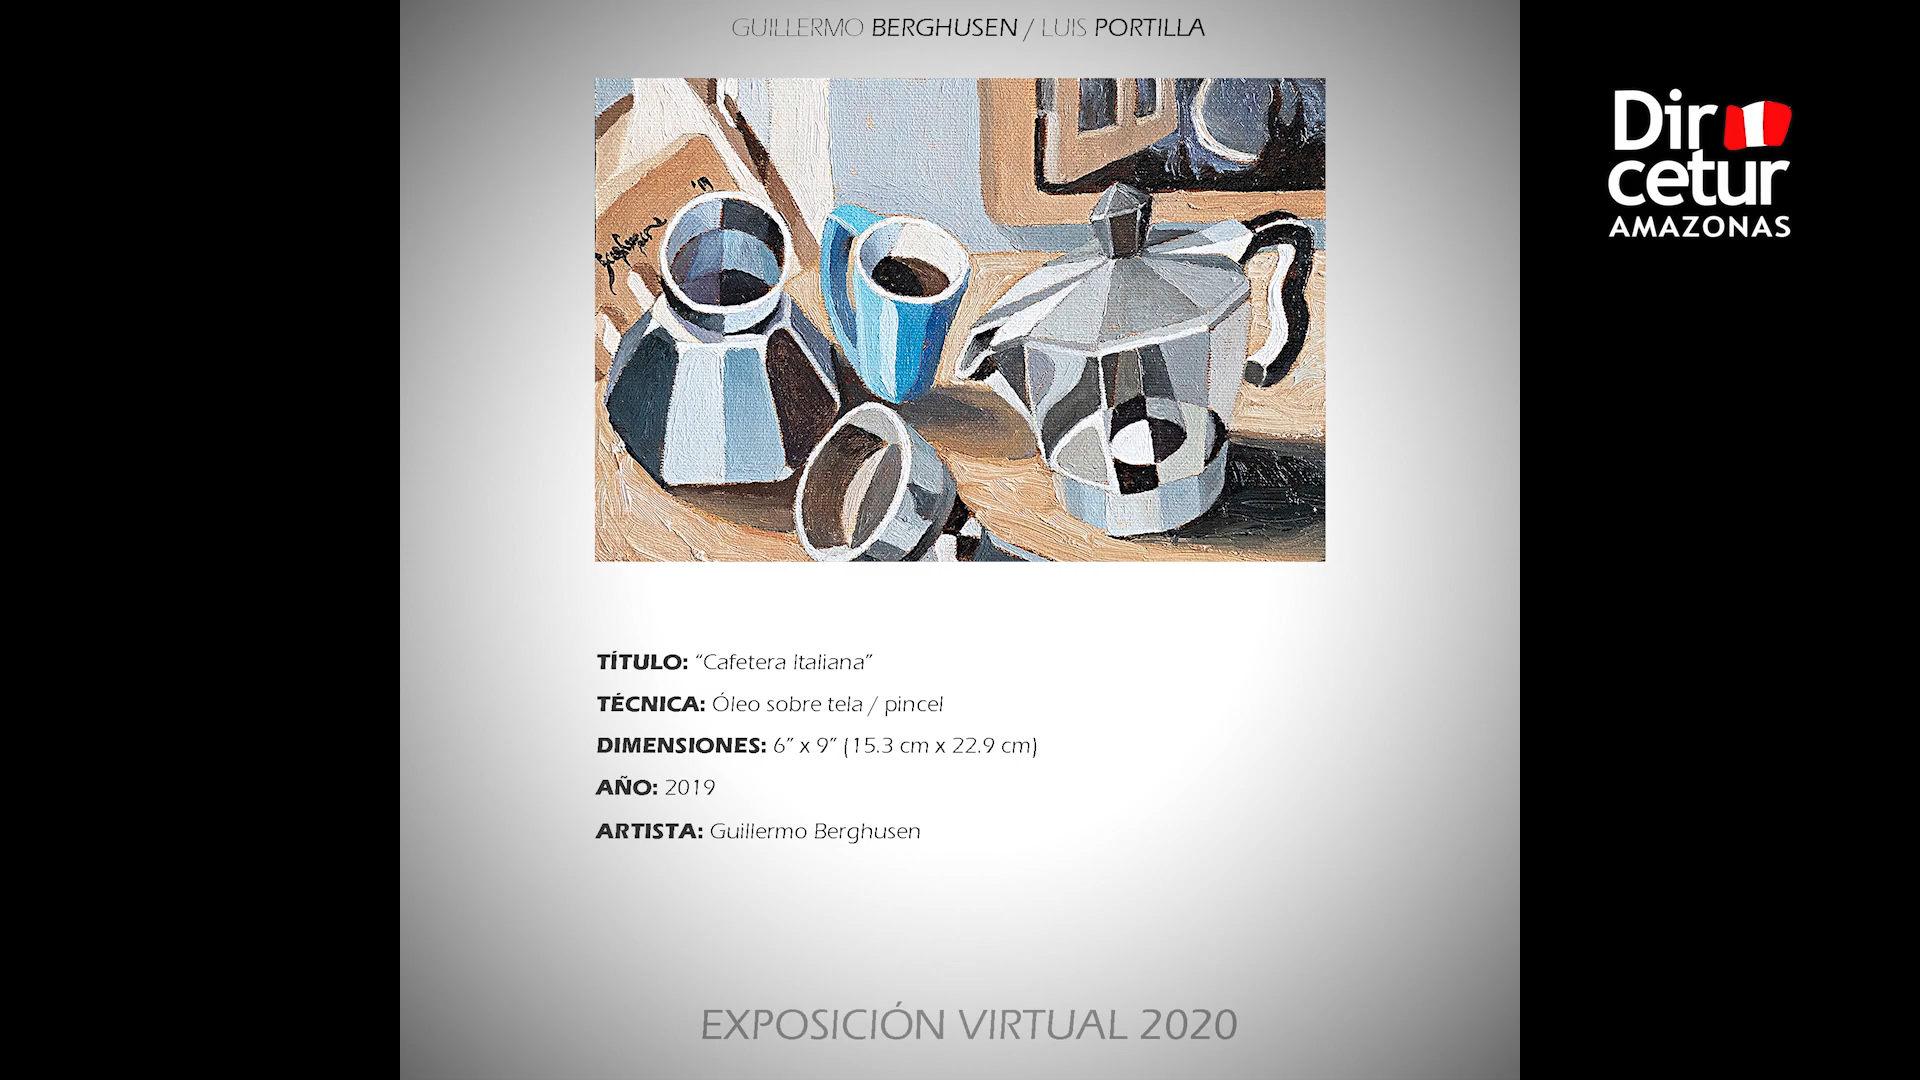 GUILLERMO BERGHUSEN / LUIS PORTILLA
Dir
cetur
AMAZONAS
'19
TÍTULO: “Cafetera Italiana”
TÉCNICA: Óleo sobre tela / pincel
DIMENSIONES: 6” x 9” (15.3 cm x 22.9 cm)
AÑO: 2019
ARTISTA: Guillermo Berghusen
EXPOSICIÓN VIRTUAL 2020